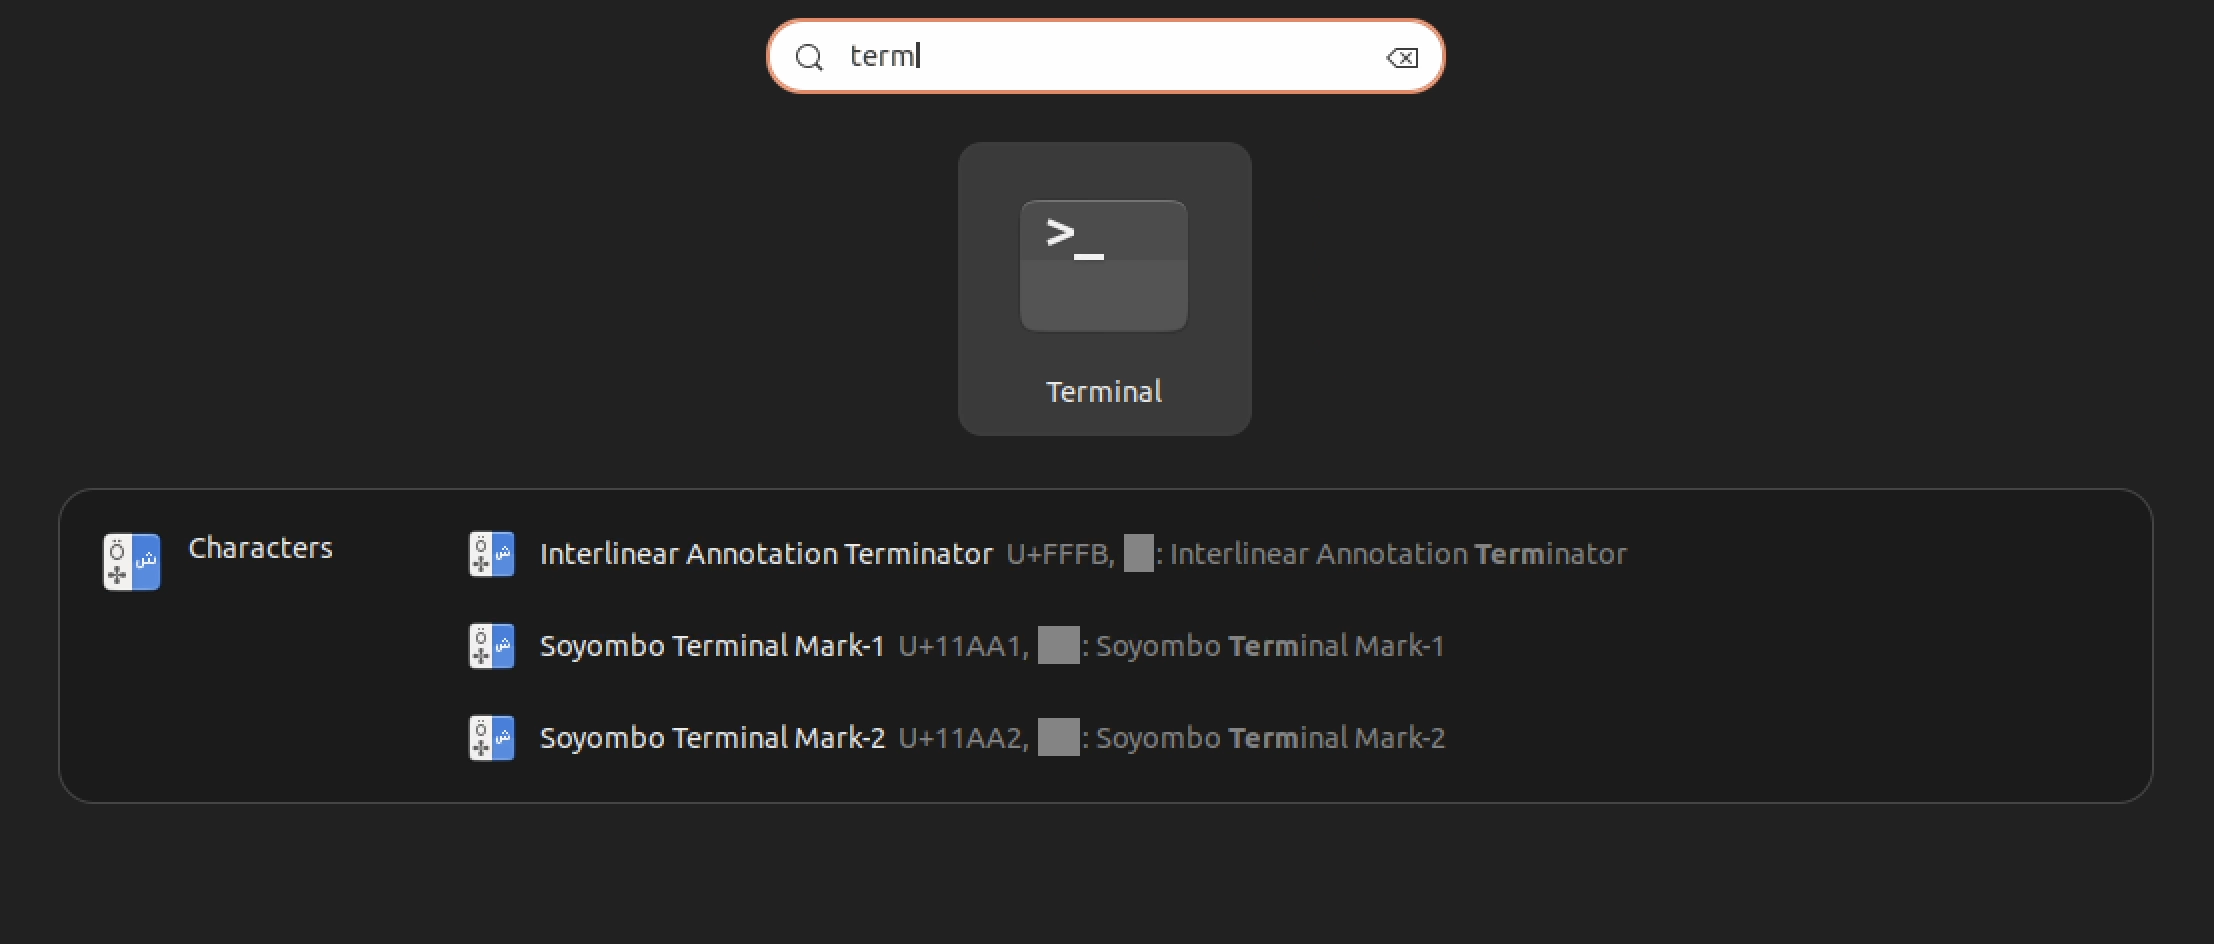 term
>_
Terminal
Characters
Interlinear Annotation Terminator U+FFFB, : Interlinear Annotation Terminator
Soyombo Terminal Mark-1 U+11AA1, : Soyombo Terminal Mark-1
Soyombo Terminal Mark-2 U+11AA2, : Soyombo Terminal Mark-2